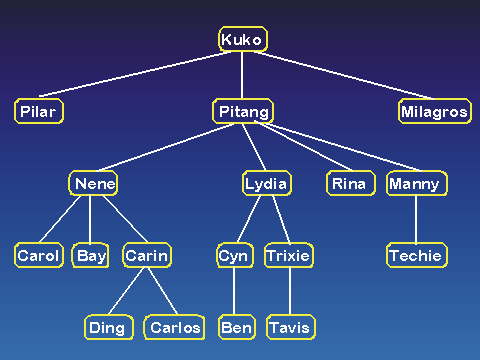 Kuko
Pilar Pitang Milagros
Nene Lydia Rina Manny
Carol Bay Carin Cyn Trixie Techie
Ding Carlos Ben Tavis